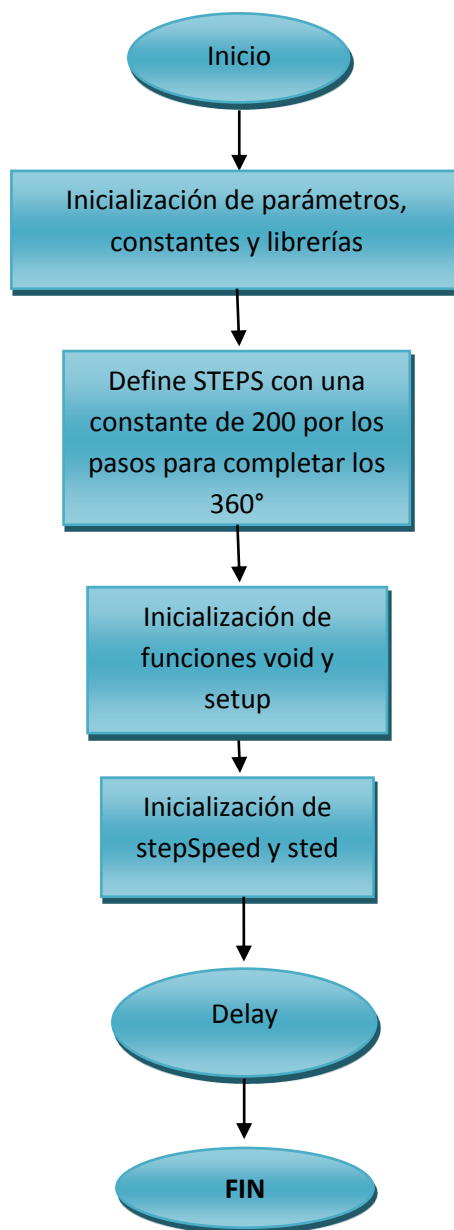 Inicio
Inicialización de parámetros,
constantes y librerías
Define STEPS con una
constante de 200 por los
pasos para completar los
360°
Inicialización de
funciones void y
setup
Inicialización de
stepSpeed y sted
Delay
FIN